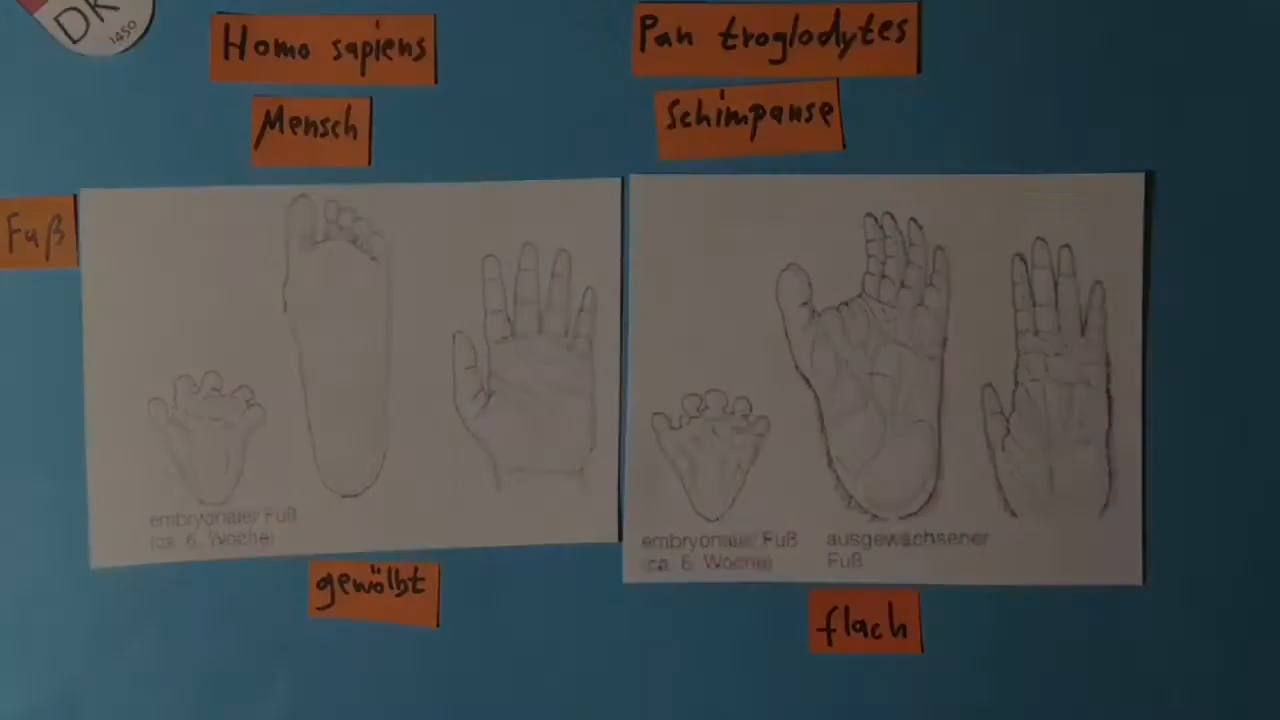 DK
1450
Homo sapiens
Pan troglodytes
Mensch
Schimpanse
Fuß
embryonaler Fuß
(ca. 6. Woche)
embryonaler Fuß
(ca. 6. Woche)
ausgewachsener
Fuß
gewölbt
flach